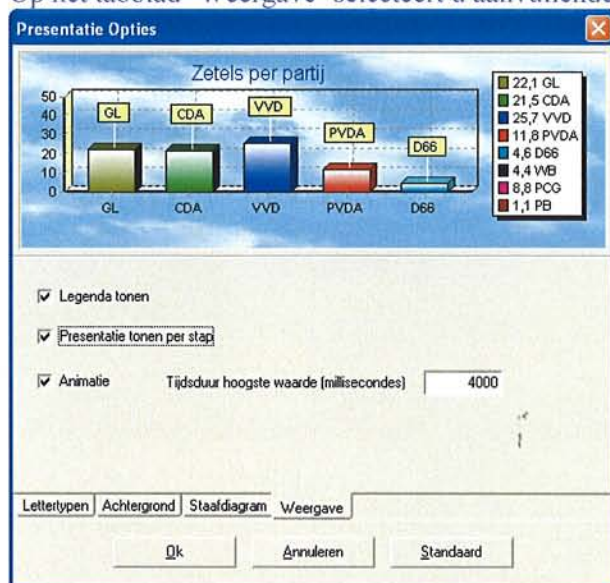 Op het tabblad "Weergave" selecteert u aanvullende
Presentatie Opties
Zetels per partij
50
40
30
20
10
0
GL
CDA
VVD
PVDA
D66
GL
CDA
VVD
PVDA
D66
22,1 GL
21,5 CDA
25,7 VVD
11,8 PVDA
4,6 D66
4,4 WB
8,8 PCG
1,1 PB
Legenda tonen
Presentatie tonen per stap
Animatie Tijdsduur hoogste waarde (millisecondes) 4000
Lettertypen Achtergrond Staafdiagram Weergave
Ok Annuleren Standaard